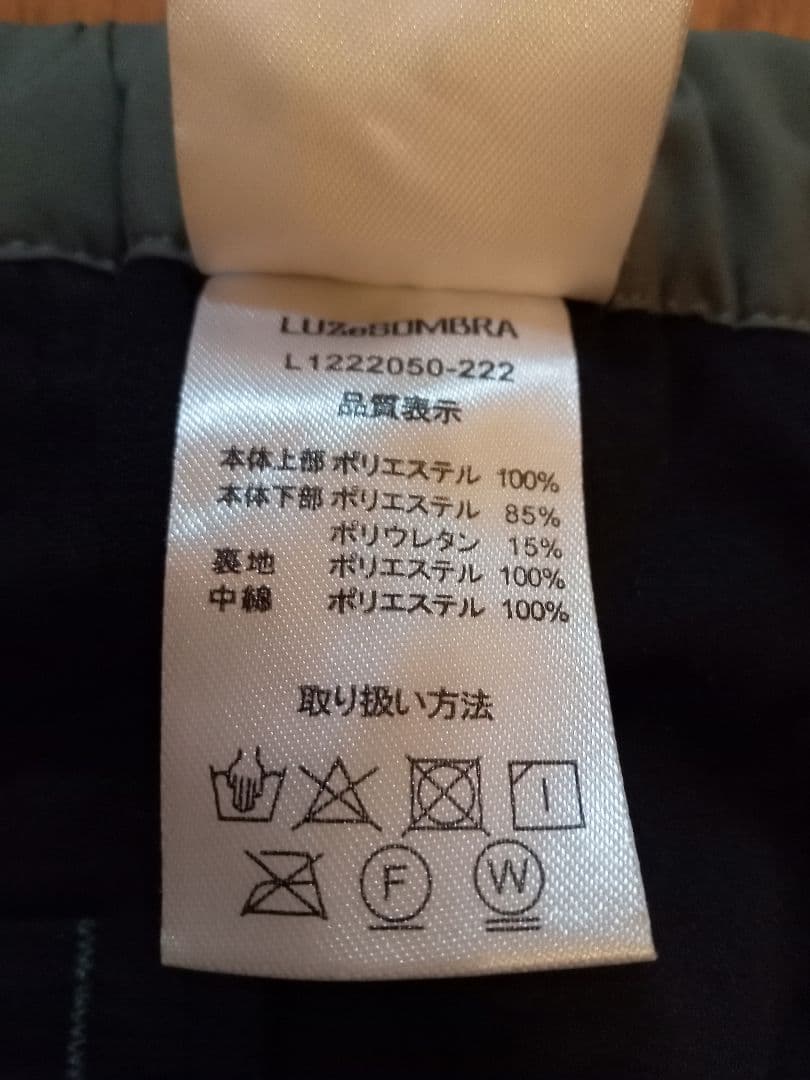 LUZeSOMBRA
L1222050-222
品質表示
本体上部 ポリエステル 100%
本体下部 ポリエステル 85%
ポリウレタン 15%
裏地 ポリエステル 100%
中綿 ポリエステル 100%
取り扱い方法
F W